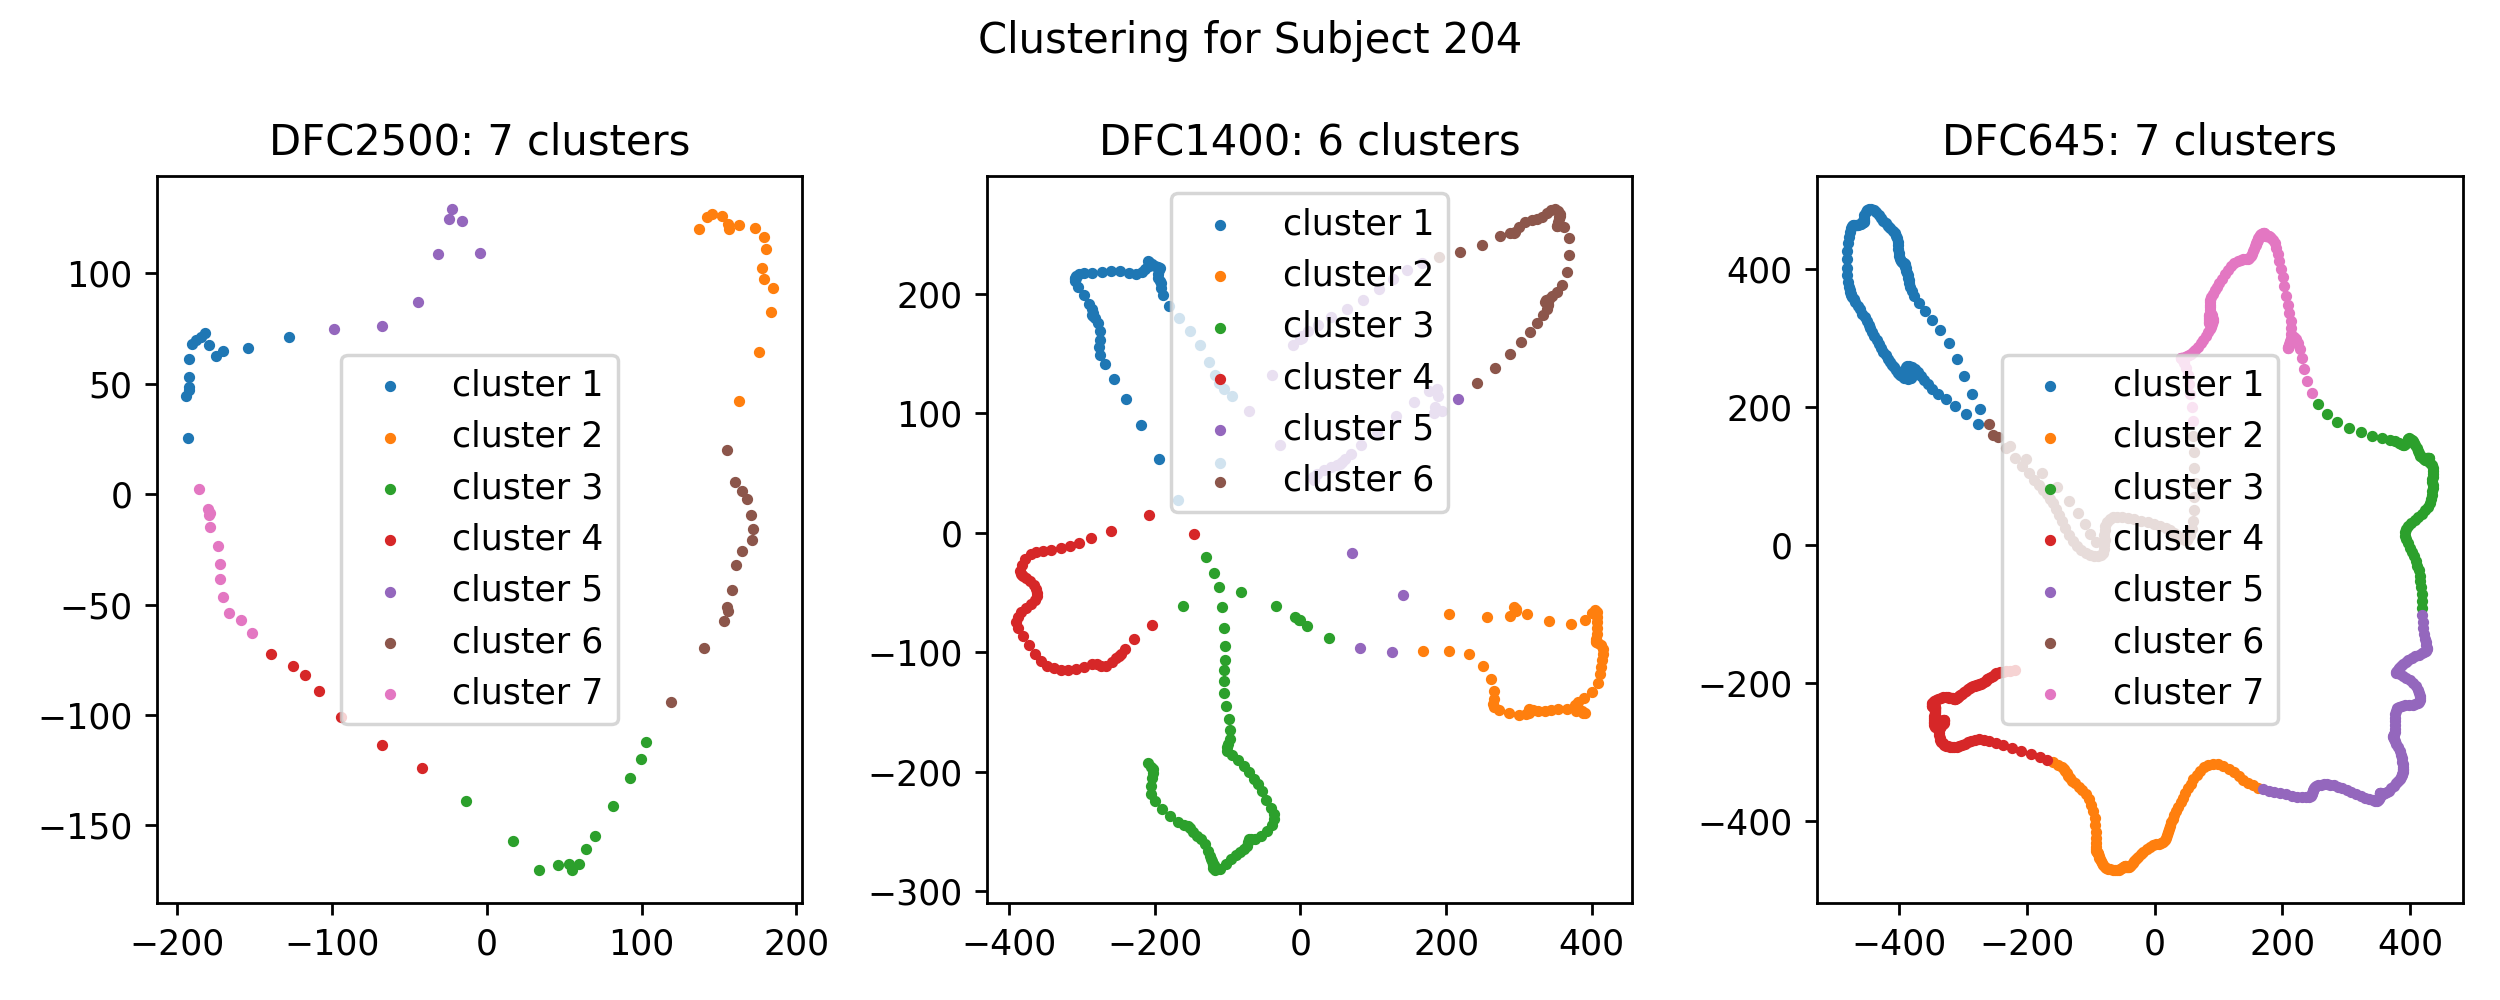 Clustering for Subject 204
DFC2500: 7 clusters
100
50
0
−50
−100
−150
−200
−100
0
100
200
cluster 1
cluster 2
cluster 3
cluster 4
cluster 5
cluster 6
cluster 7
DFC1400: 6 clusters
200
100
0
−100
−200
−300
−400
−200
0
200
400
cluster 1
cluster 2
cluster 3
cluster 4
cluster 5
cluster 6
DFC645: 7 clusters
400
200
0
−200
−400
−400
−200
0
200
400
cluster 1
cluster 2
cluster 3
cluster 4
cluster 5
cluster 6
cluster 7